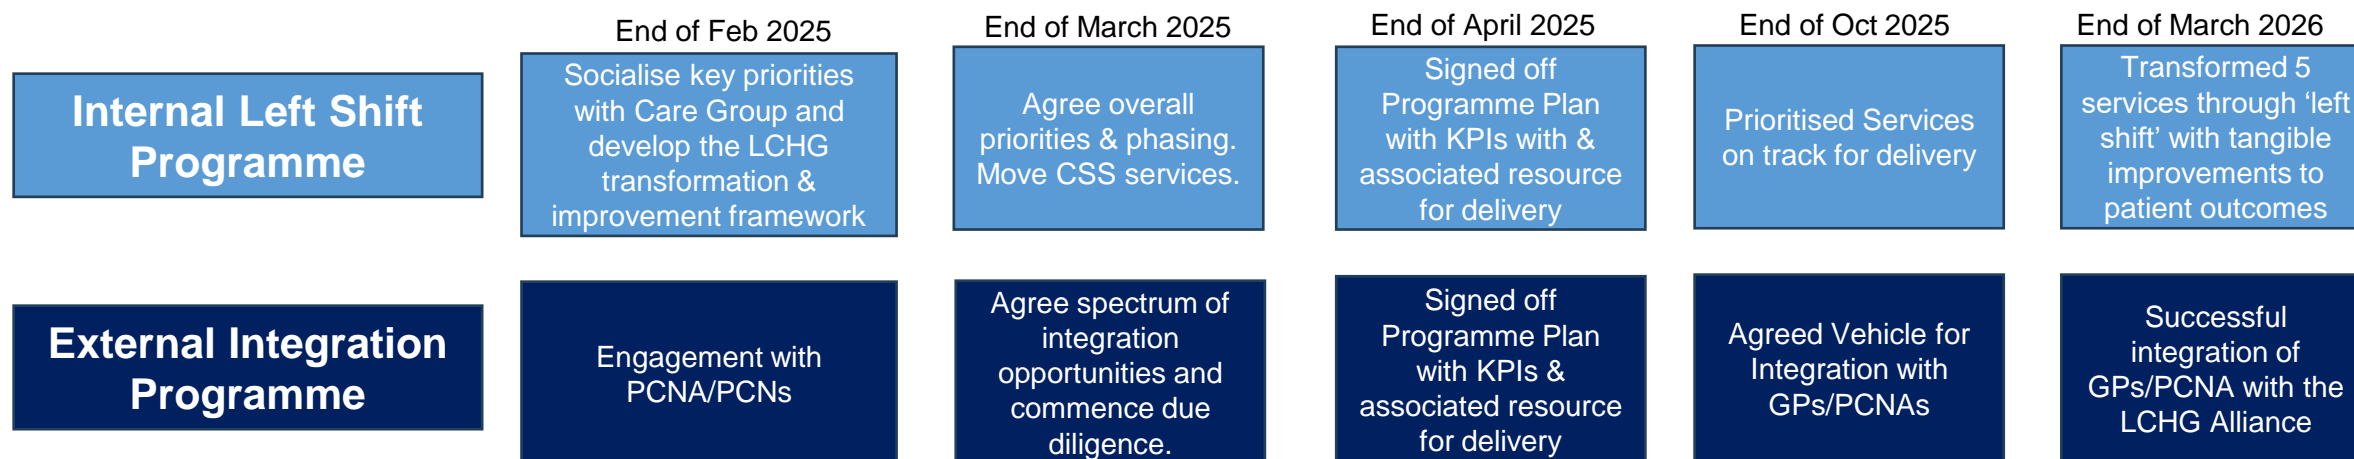 End of Feb 2025
End of March 2025
End of April 2025
End of Oct 2025
End of March 2026
Internal Left Shift
Programme
Socialise key priorities
with Care Group and
develop the LCHG
transformation &
improvement framework
Agree overall
priorities & phasing.
Move CSS services.
Signed off
Programme Plan
with KPIs with &
associated resource
for delivery
Prioritised Services
on track for delivery
Transformed 5
services through ‘left
shift’ with tangible
improvements to
patient outcomes
External Integration
Programme
Engagement with
PCNA/PCNs
Agree spectrum of
integration
opportunities and
commence due
diligence.
Signed off
Programme Plan
with KPIs &
associated resource
for delivery
Agreed Vehicle for
Integration with
GPs/PCNAs
Successful
integration of
GPs/PCNA with the
LCHG Alliance